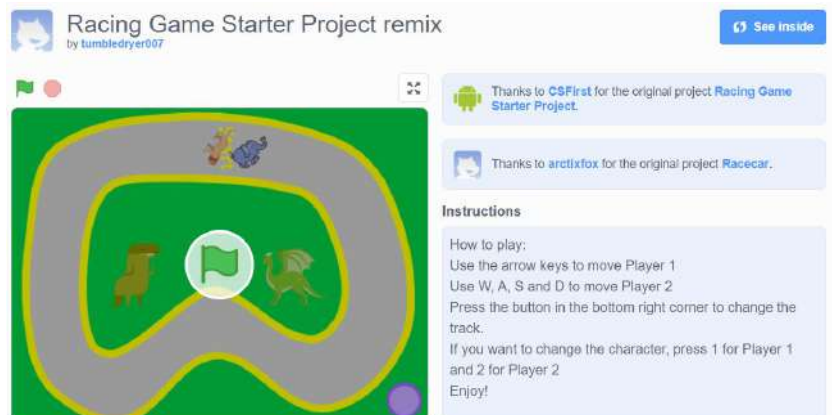 Racing Game Starter Project remix
by tumbledryer007
See inside
Thanks to CSFirst for the original project Racing Game
Starter Project.
Thanks to arctixfox for the original project Racecar.
Instructions
How to play:
Use the arrow keys to move Player 1
Use W, A, S and D to move Player 2
Press the button in the bottom right corner to change the
track.
If you want to change the character, press 1 for Player 1
and 2 for Player 2
Enjoy!